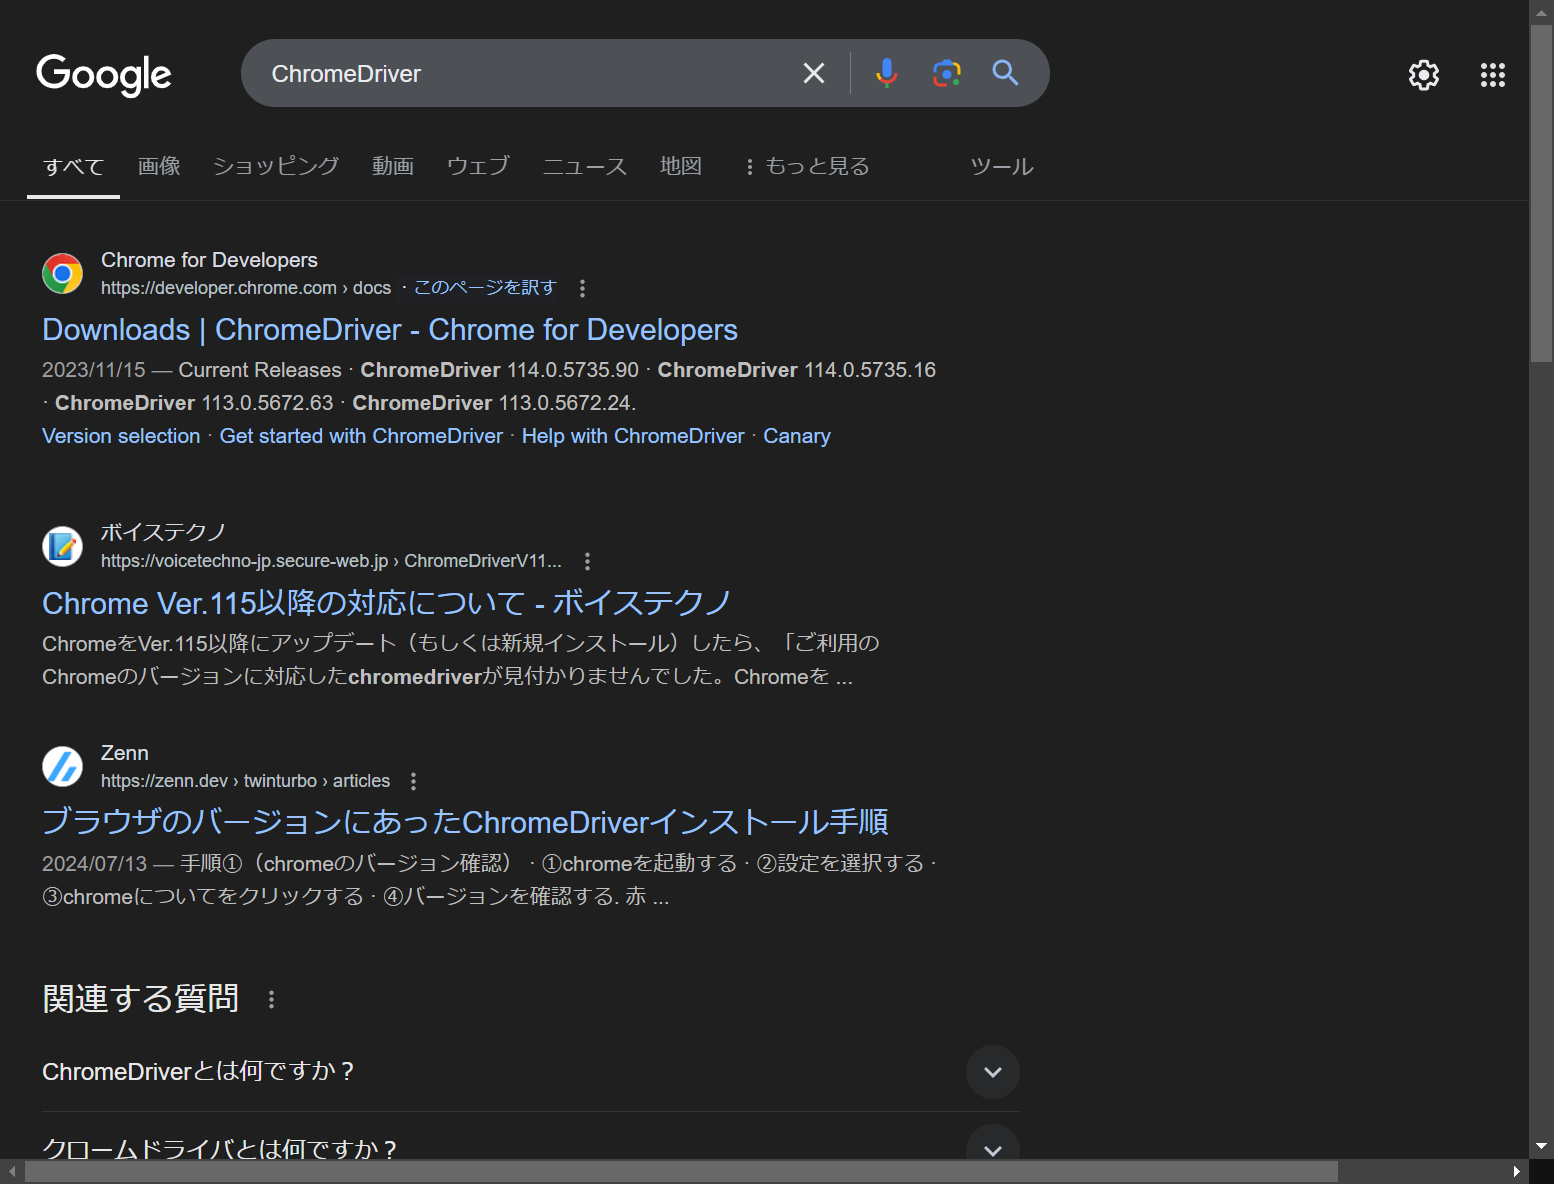 Google
ChromeDriver
すべて 画像 ショッピング 動画 ウェブ ニュース 地図 もっと見る ツール
Chrome for Developers
https://developer.chrome.com › docs · このページを訳す
Downloads | ChromeDriver - Chrome for Developers
2023/11/15 — Current Releases · ChromeDriver 114.0.5735.90 · ChromeDriver 114.0.5735.16
· ChromeDriver 113.0.5672.63 · ChromeDriver 113.0.5672.24.
Version selection · Get started with ChromeDriver · Help with ChromeDriver · Canary
ボイステクノ
https://voicetechno-jp.secure-web.jp › ChromeDriverV11...
Chrome Ver.115以降の対応について - ボイステクノ
ChromeをVer.115以降にアップデート（もしくは新規インストール）したら、「ご利用の
Chromeのバージョンに対応したchromedriverが見付かりませんでした。Chromeを ...
Zenn
https://zenn.dev › twinturbo › articles
ブラウザのバージョンにあったChromeDriverインストール手順
2024/07/13 — 手順①（chromeのバージョン確認） · ①chromeを起動する · ②設定を選択する ·
③chromeについてをクリックする · ④バージョンを確認する. 赤 ...
関連する質問
ChromeDriverとは何ですか？
クロームドライバとは何ですか？